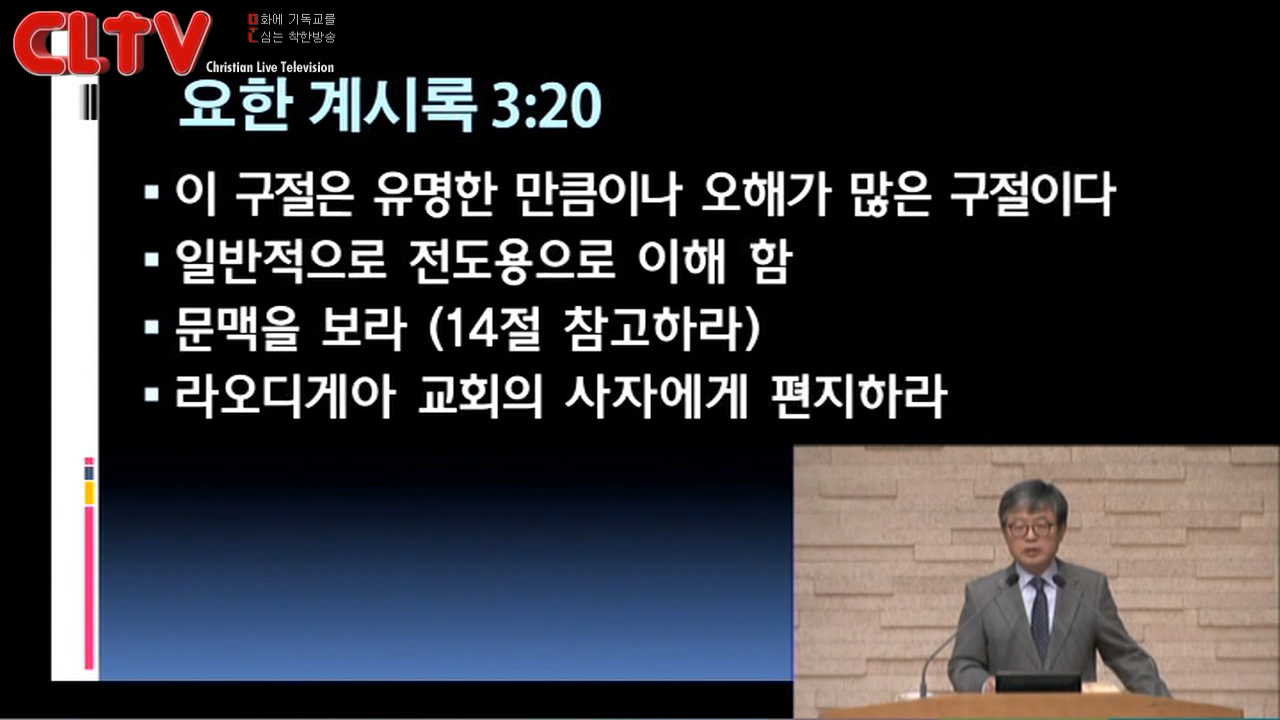 CLTV
문화에 기독교를
심는 착한방송
Christian Live Television
요한 계시록 3:20
이 구절은 유명한 만큼이나 오해가 많은 구절이다
일반적으로 전도용으로 이해 함
문맥을 보라 (14절 참고하라)
라오디게아 교회의 사자에게 편지하라